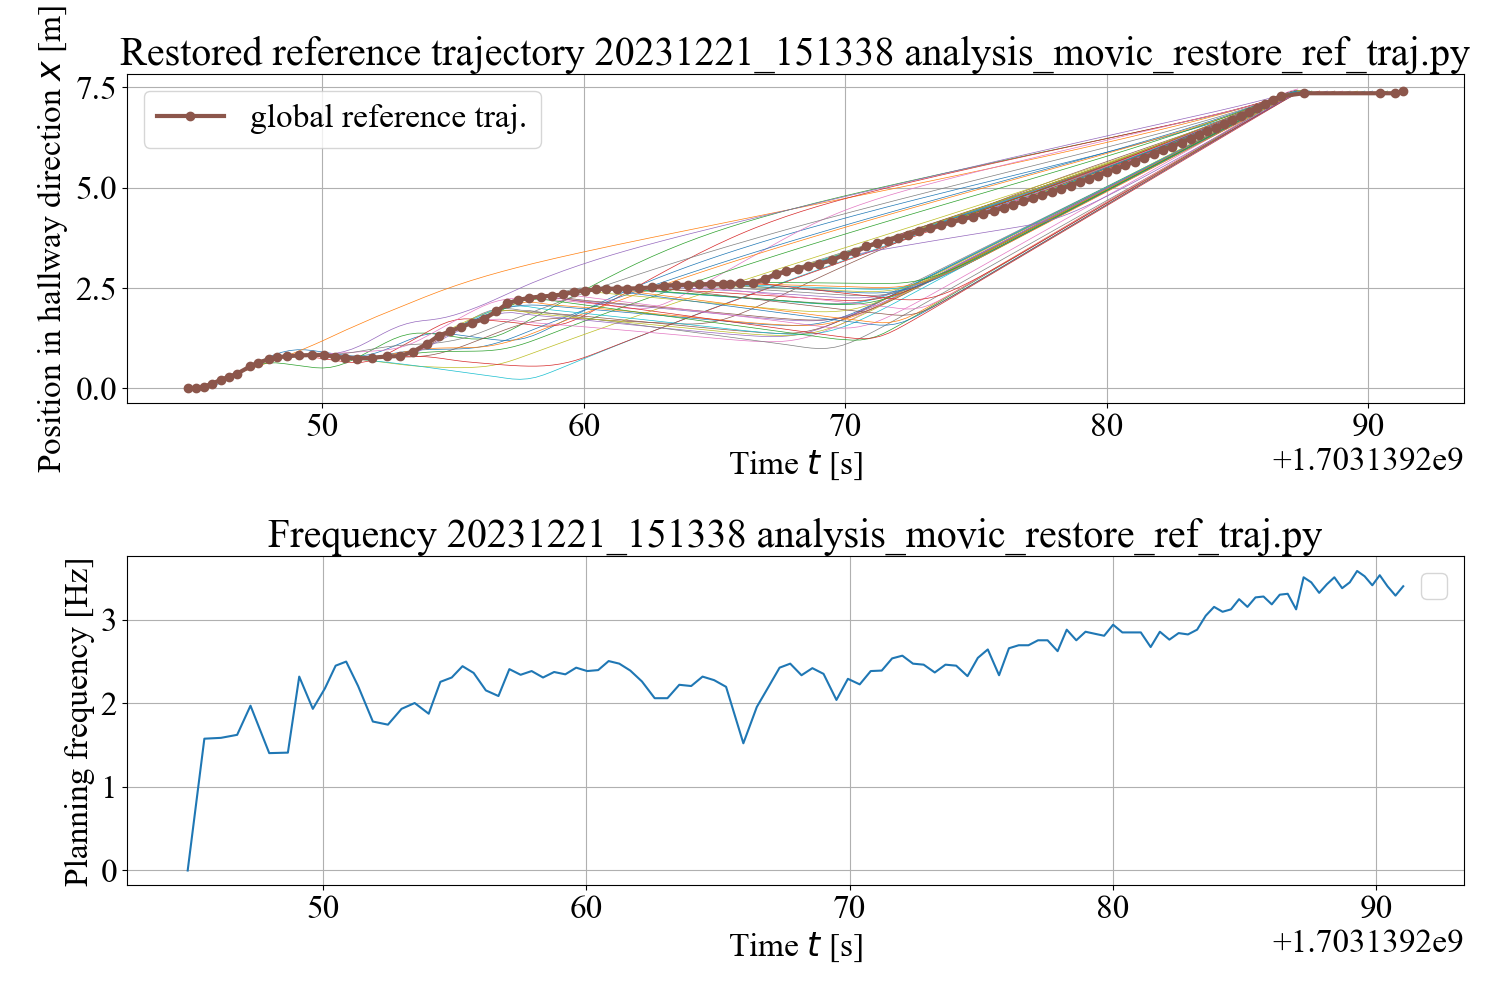 Restored reference trajectory 20231221_151338 analysis_movic_restore_ref_traj.py
Position in hallway direction x [m]
7.5
5.0
2.5
0.0
global reference traj.
50 60 70 80 90
Time t [s]
+1.7031392e9
Frequency 20231221_151338 analysis_movic_restore_ref_traj.py
Planning frequency [Hz]
3
2
1
0
50 60 70 80 90
Time t [s]
+1.7031392e9